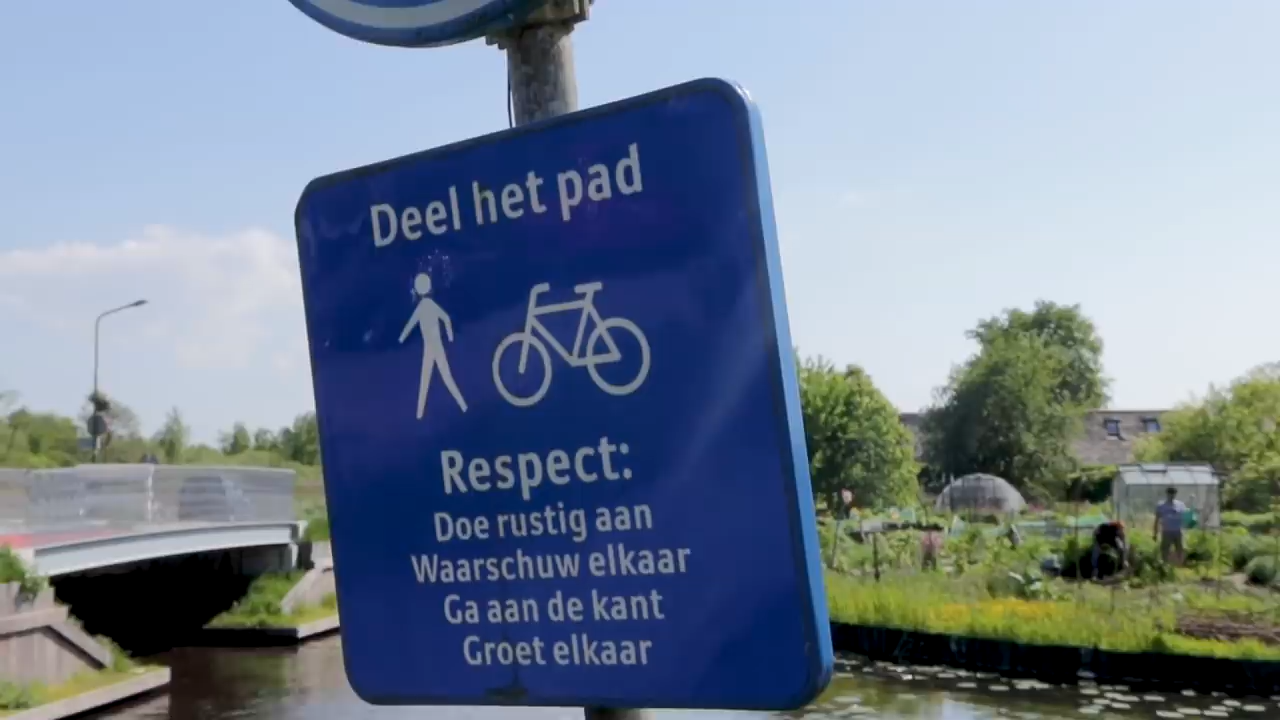 Deel het pad
Respect:
Doe rustig aan
Waarschuw elkaar
Ga aan de kant
Groet elkaar